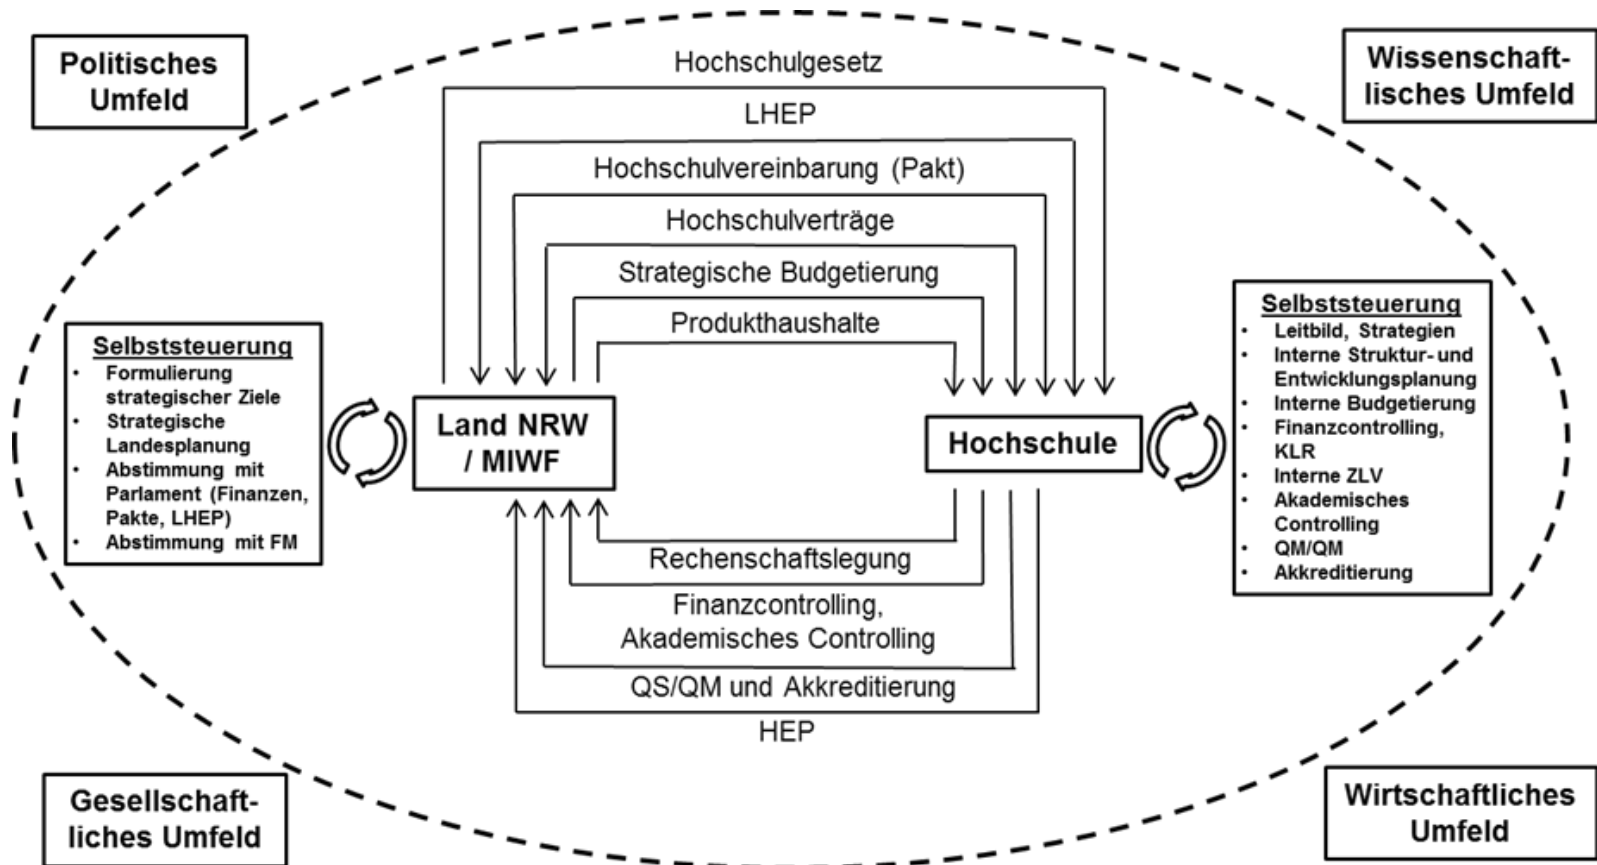 Politisches
Umfeld
Wissenschaft-
lisches Umfeld
Hochschulgesetz
LHEP
Hochschulvereinbarung (Pakt)
Hochschulverträge
Strategische Budgetierung
Produkthaushalte
Selbststeuerung
• Formulierung
strategischer Ziele
• Strategische
Landesplanung
• Abstimmung mit
Parlament (Finanzen,
Pakte, LHEP)
• Abstimmung mit FM
Land NRW
/ MIWF
Hochschule
Selbststeuerung
• Leitbild, Strategien
• Interne Struktur- und
Entwicklungsplanung
• Interne Budgetierung
• Finanzcontrolling,
KLR
• Interne ZLV
• Akademisches
Controlling
• QM/QM
• Akkreditierung
Rechenschaftslegung
Finanzcontrolling,
Akademisches Controlling
QS/QM und Akkreditierung
HEP
Gesellschaft-
liches Umfeld
Wirtschaftliches
Umfeld